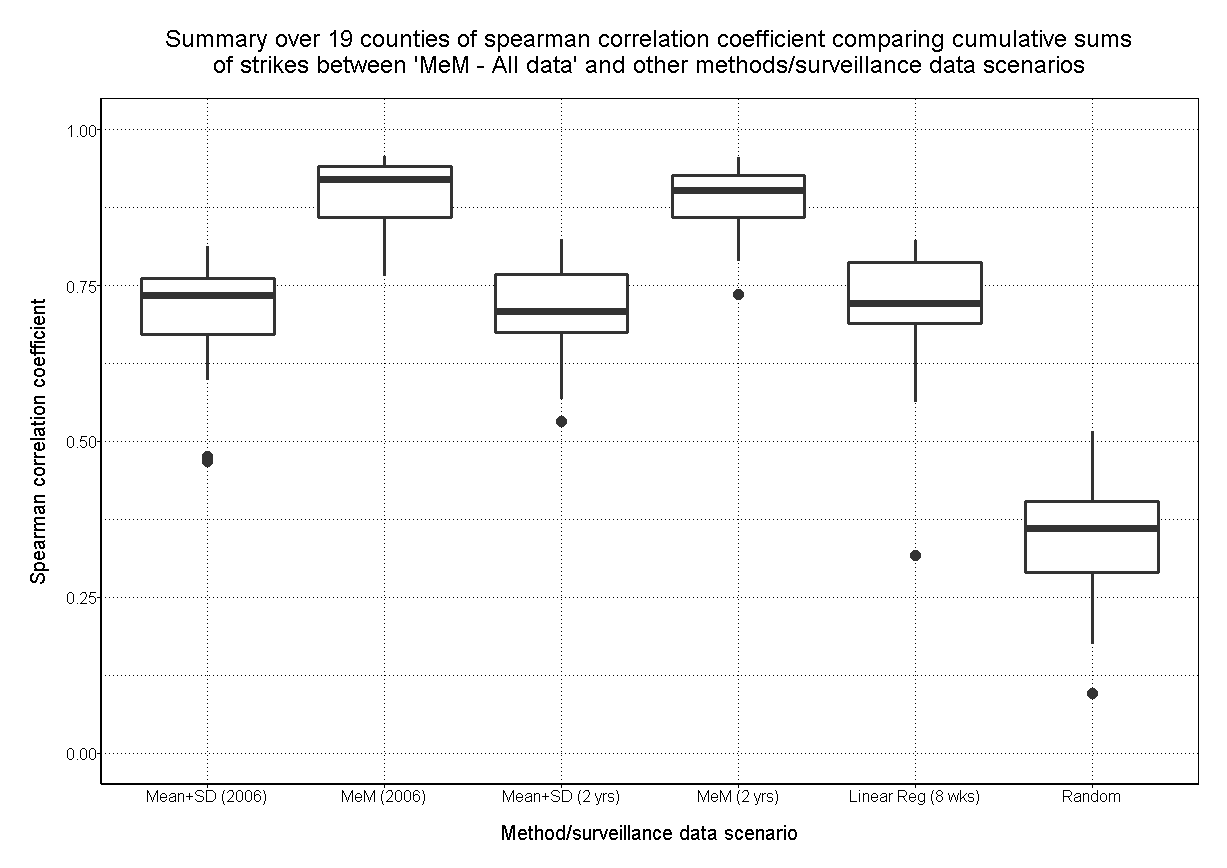 Summary over 19 counties of spearman correlation coefficient comparing cumulative sums
of strikes between 'MeM - All data' and other methods/surveillance data scenarios
Spearman correlation coefficient
1.00
0.75
0.50
0.25
0.00
Mean+SD (2006) MeM (2006) Mean+SD (2 yrs) MeM (2 yrs) Linear Reg (8 wks) Random
Method/surveillance data scenario